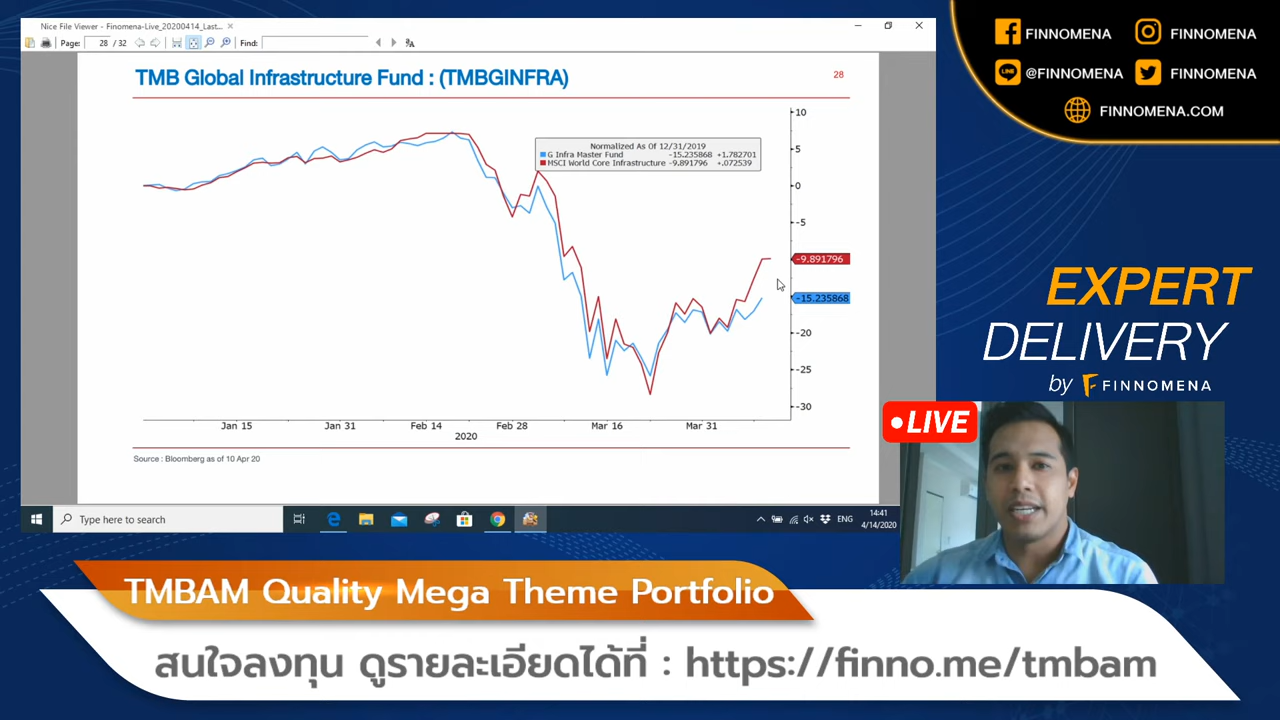 Nice File Viewer - Finomena-Live_20200414_Last...
Page: 28 / 32 Find:
TMB Global Infrastructure Fund : (TMBGINFRA)
28
10
5
0
-5
-9.891796
-15.235868
-20
-25
-30
Normalized As Of 12/31/2019
G Infra Master Fund -15.235868 +1.782701
MSCI World Core Infrastructure -9.891796 +.072539
Jan 15 Jan 31 Feb 14 Feb 28 Mar 16 Mar 31
2020
Source : Bloomberg as of 10 Apr 20
Type here to search
ENG
14:41
4/14/2020
FINNOMENA
FINNOMENA
@FINNOMENA
FINNOMENA
FINNOMENA.COM
EXPERT
DELIVERY
by FINNOMENA
LIVE
TMBAM Quality Mega Theme Portfolio
สนใจลงทุน ดูรายละเอียดได้ที่ : https://finno.me/tmbam